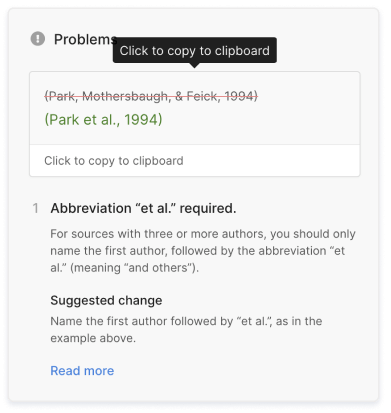 Problems
Click to copy to clipboard
(Park, Mothersbaugh, & Feick, 1994)
(Park et al., 1994)
Click to copy to clipboard
1 Abbreviation “et al.” required.
For sources with three or more authors, you should only
name the first author, followed by the abbreviation “et
al.” (meaning “and others”).
Suggested change
Name the first author followed by “et al.”, as in the
example above.
Read more